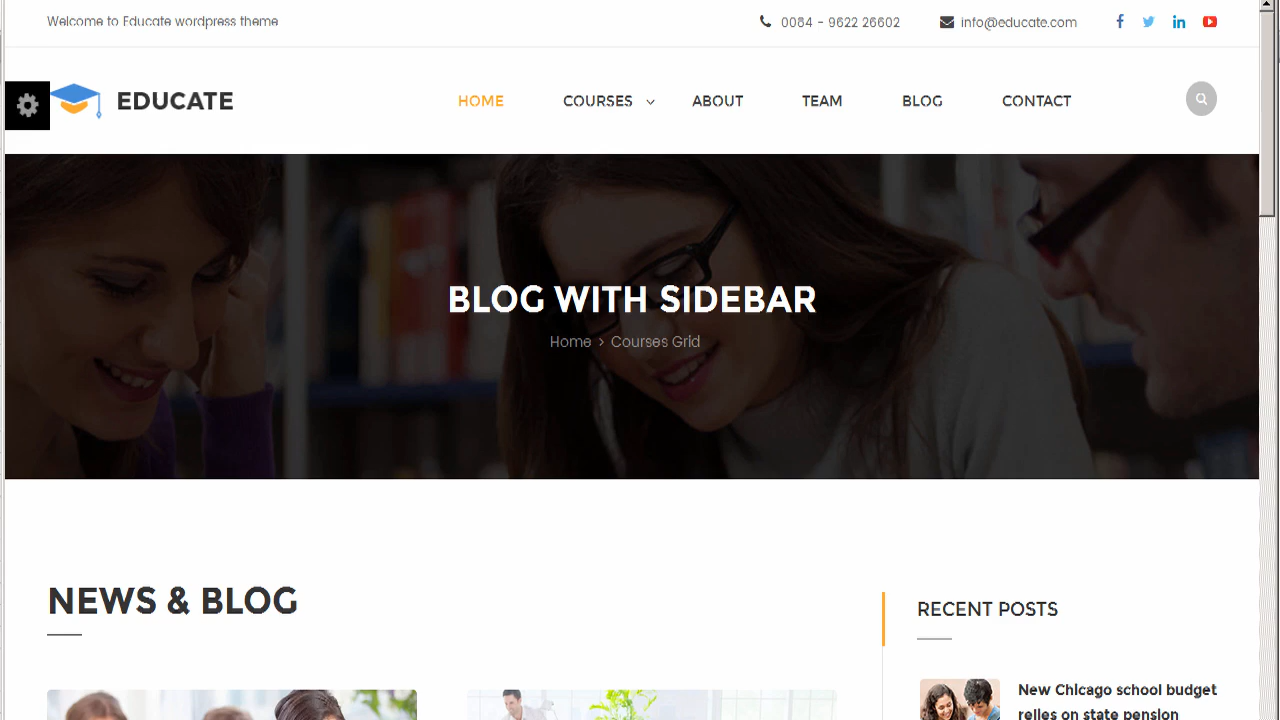 Welcome to Educate wordpress theme
0084 - 9622 26602
info@educate.com
EDUCATE
HOME
COURSES
ABOUT
TEAM
BLOG
CONTACT
BLOG WITH SIDEBAR
Home > Courses Grid
NEWS & BLOG
RECENT POSTS
New Chicago school budget
relies on state pension